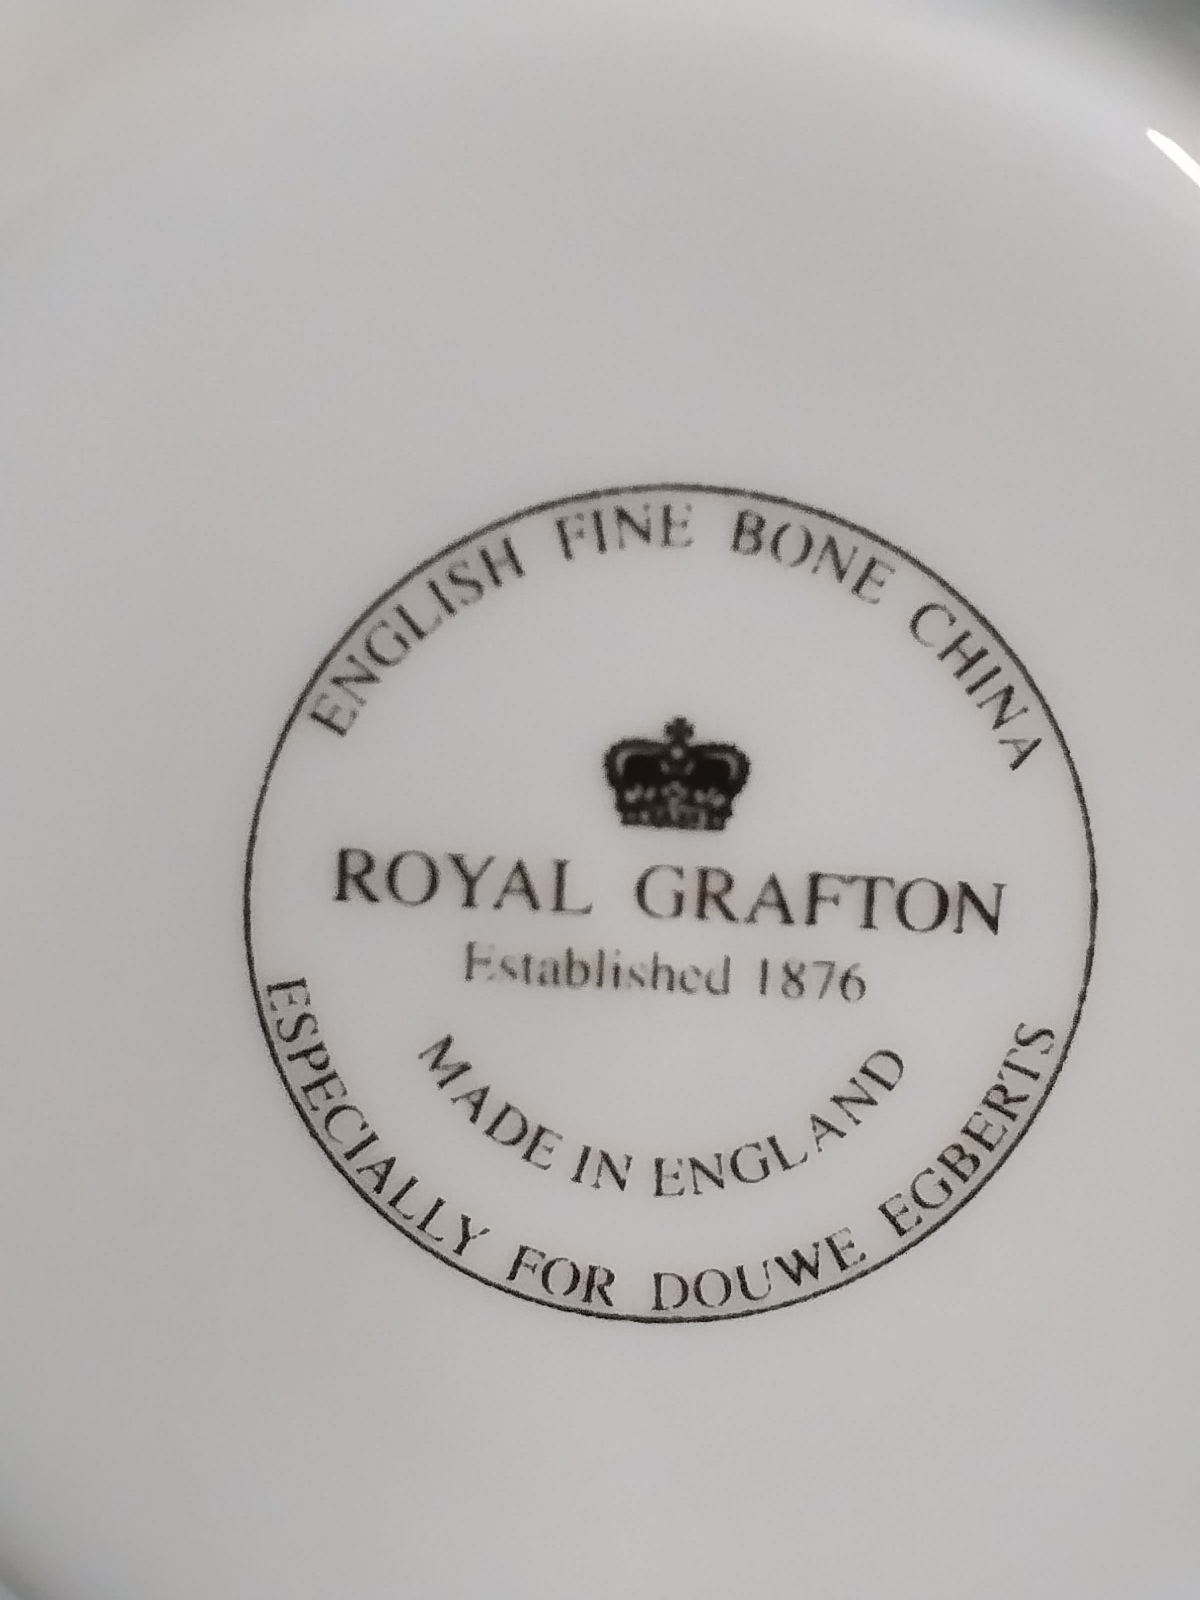 ENGLISH FINE BONE CHINA
ROYAL GRAFTON
Established 1876
MADE IN ENGLAND
ESPECIALLY FOR DOUWE EGBERTS